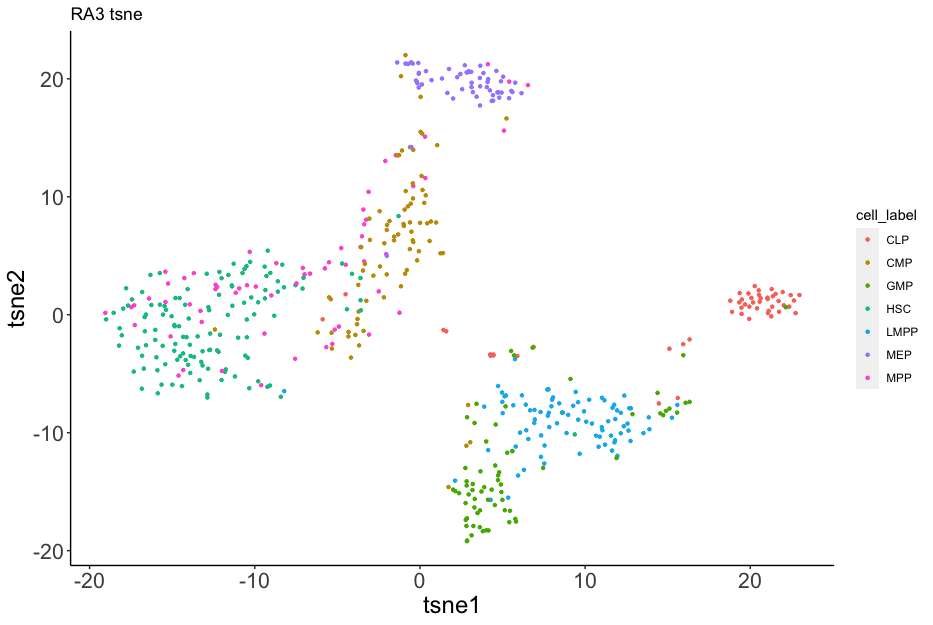 RA3 tsne
tsne2
20
10
0
-10
-20
-20
-10
0
10
20
tsne1
cell_label
CLP
CMP
GMP
HSC
LMPP
MEP
MPP